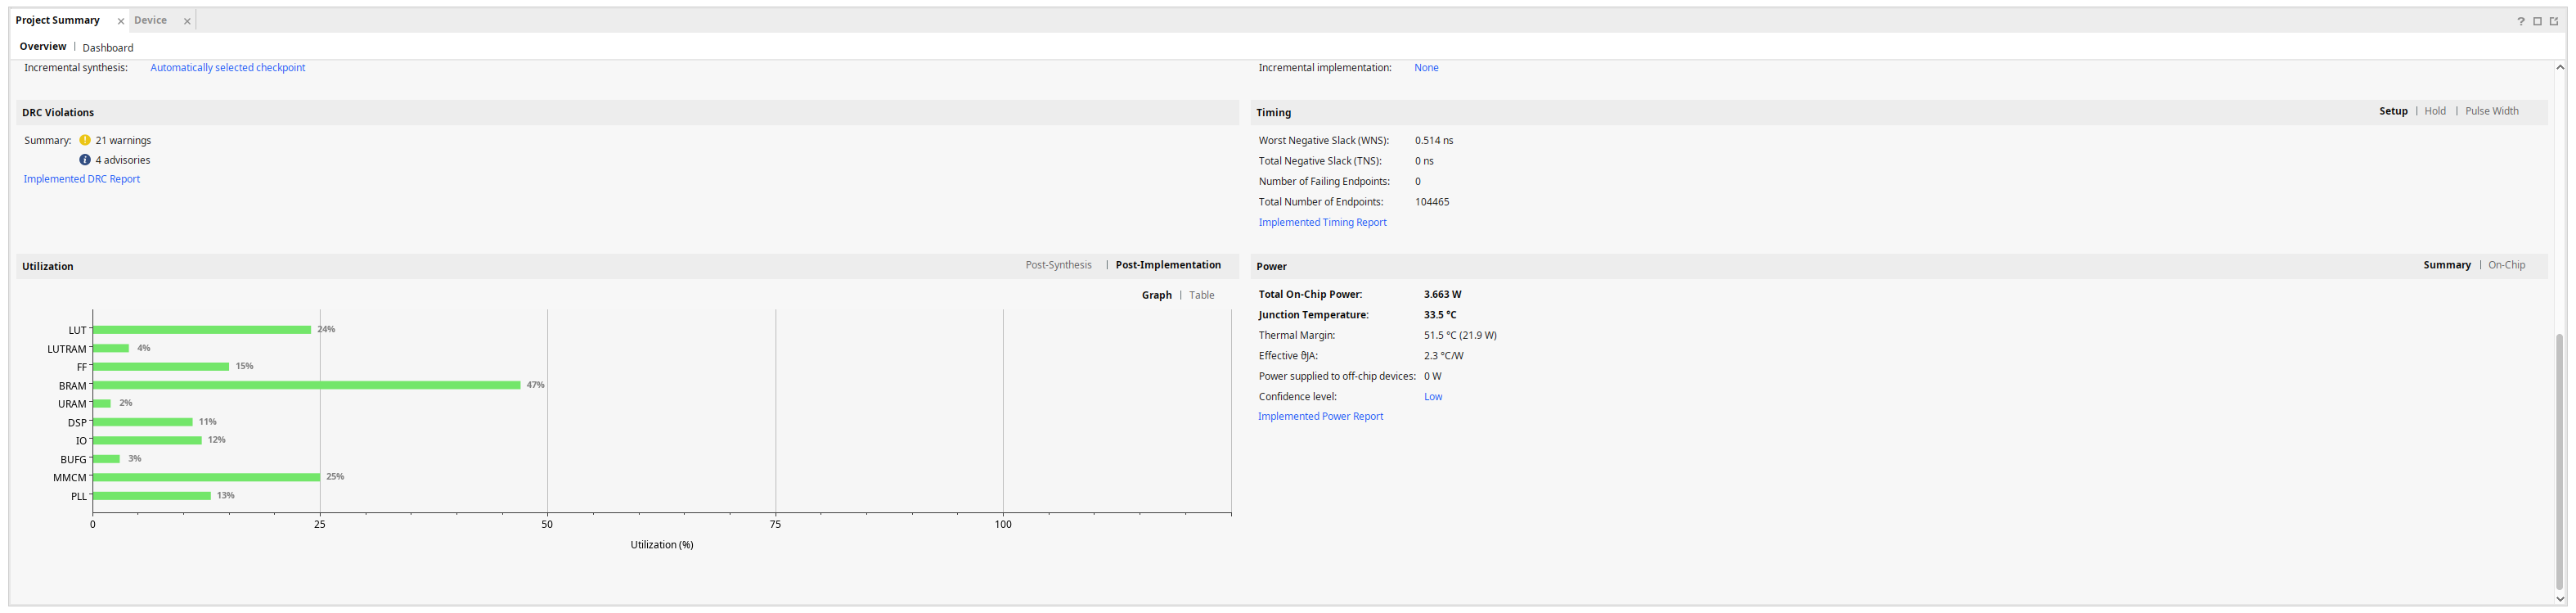 Project Summary × Device ×
? 
Overview | Dashboard
Incremental synthesis: Automatically selected checkpoint
Incremental implementation: None
DRC Violations
Summary: 21 warnings
4 advisories
Implemented DRC Report
Timing Setup | Hold | Pulse Width
Worst Negative Slack (WNS): 0.514 ns
Total Negative Slack (TNS): 0 ns
Number of Failing Endpoints: 0
Total Number of Endpoints: 104465
Implemented Timing Report
Utilization Post-Synthesis | Post-Implementation
Graph | Table
LUT 24%
LUTRAM 4%
FF 15%
BRAM 47%
URAM 2%
DSP 11%
IO 12%
BUFG 3%
MMCM 25%
PLL 13%
0 25 50 75 100
Utilization (%)
Power Summary | On-Chip
Total On-Chip Power: 3.663 W
Junction Temperature: 33.5 °C
Thermal Margin: 51.5 °C (21.9 W)
Effective θJA: 2.3 °C/W
Power supplied to off-chip devices: 0 W
Confidence level: Low
Implemented Power Report